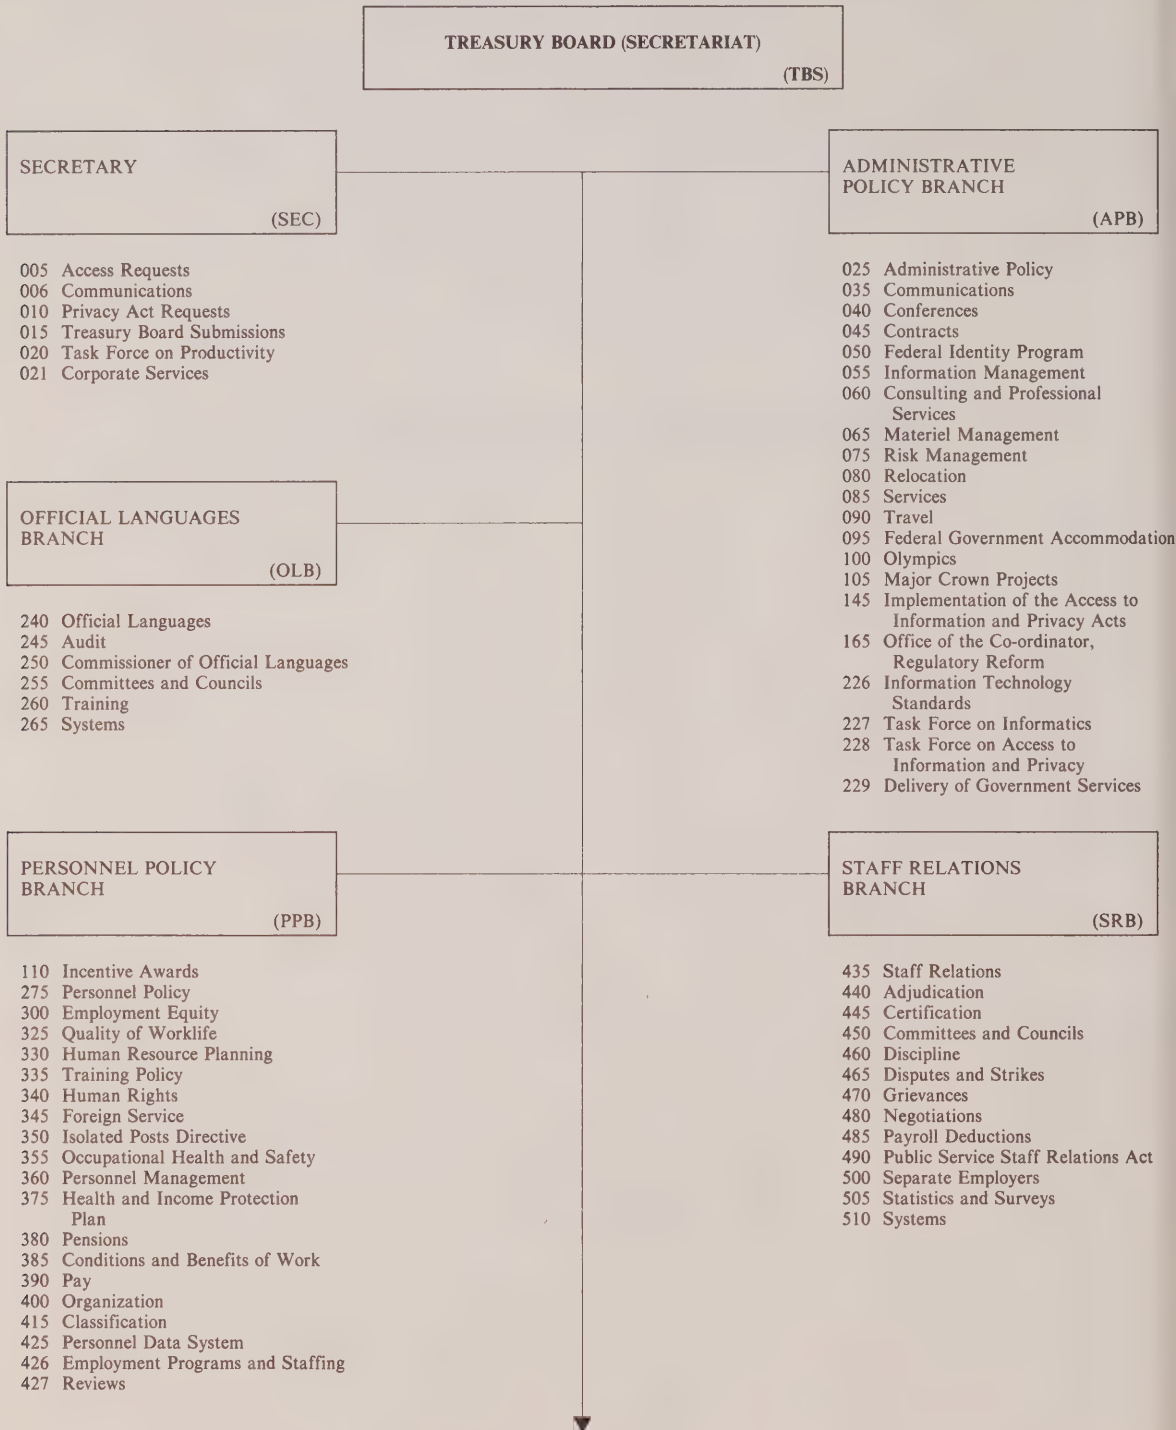 TREASURY BOARD (SECRETARIAT)
(TBS)
SECRETARY
(SEC)
005 Access Requests
006 Communications
010 Privacy Act Requests
015 Treasury Board Submissions
020 Task Force on Productivity
021 Corporate Services
ADMINISTRATIVE
POLICY BRANCH
(APB)
025 Administrative Policy
035 Communications
040 Conferences
045 Contracts
050 Federal Identity Program
055 Information Management
060 Consulting and Professional
Services
065 Materiel Management
075 Risk Management
080 Relocation
085 Services
090 Travel
095 Federal Government Accommodation
100 Olympics
105 Major Crown Projects
145 Implementation of the Access to
Information and Privacy Acts
165 Office of the Co-ordinator,
Regulatory Reform
226 Information Technology
Standards
227 Task Force on Informatics
228 Task Force on Access to
Information and Privacy
229 Delivery of Government Services
OFFICIAL LANGUAGES
BRANCH
(OLB)
240 Official Languages
245 Audit
250 Commissioner of Official Languages
255 Committees and Councils
260 Training
265 Systems
PERSONNEL POLICY
BRANCH
(PPB)
110 Incentive Awards
275 Personnel Policy
300 Employment Equity
325 Quality of Worklife
330 Human Resource Planning
335 Training Policy
340 Human Rights
345 Foreign Service
350 Isolated Posts Directive
355 Occupational Health and Safety
360 Personnel Management
375 Health and Income Protection
Plan
380 Pensions
385 Conditions and Benefits of Work
390 Pay
400 Organization
415 Classification
425 Personnel Data System
426 Employment Programs and Staffing
427 Reviews
STAFF RELATIONS
BRANCH
(SRB)
435 Staff Relations
440 Adjudication
445 Certification
450 Committees and Councils
460 Discipline
465 Disputes and Strikes
470 Grievances
480 Negotiations
485 Payroll Deductions
490 Public Service Staff Relations Act
500 Separate Employers
505 Statistics and Surveys
510 Systems